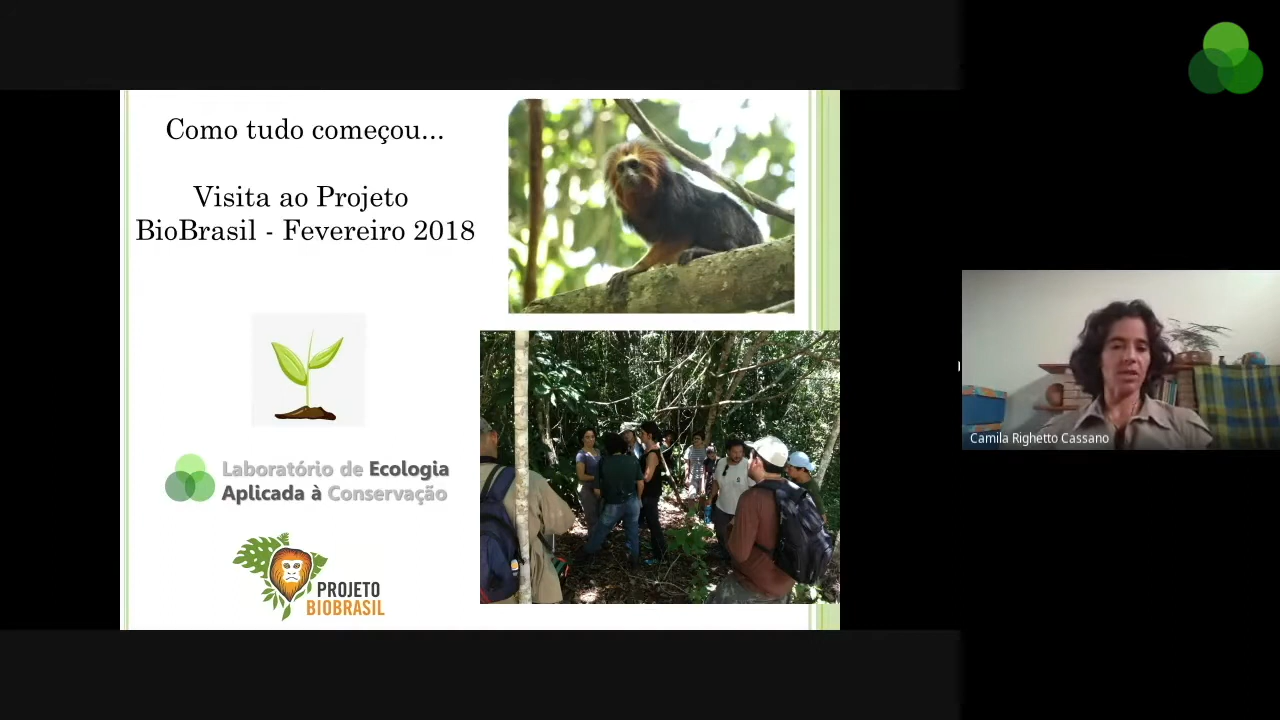 Como tudo começou...
Visita ao Projeto
BioBrasil - Fevereiro 2018
Laboratório de Ecologia
Aplicada à Conservação
PROJETO
BIOBRASIL
Camila Righetto Cassano